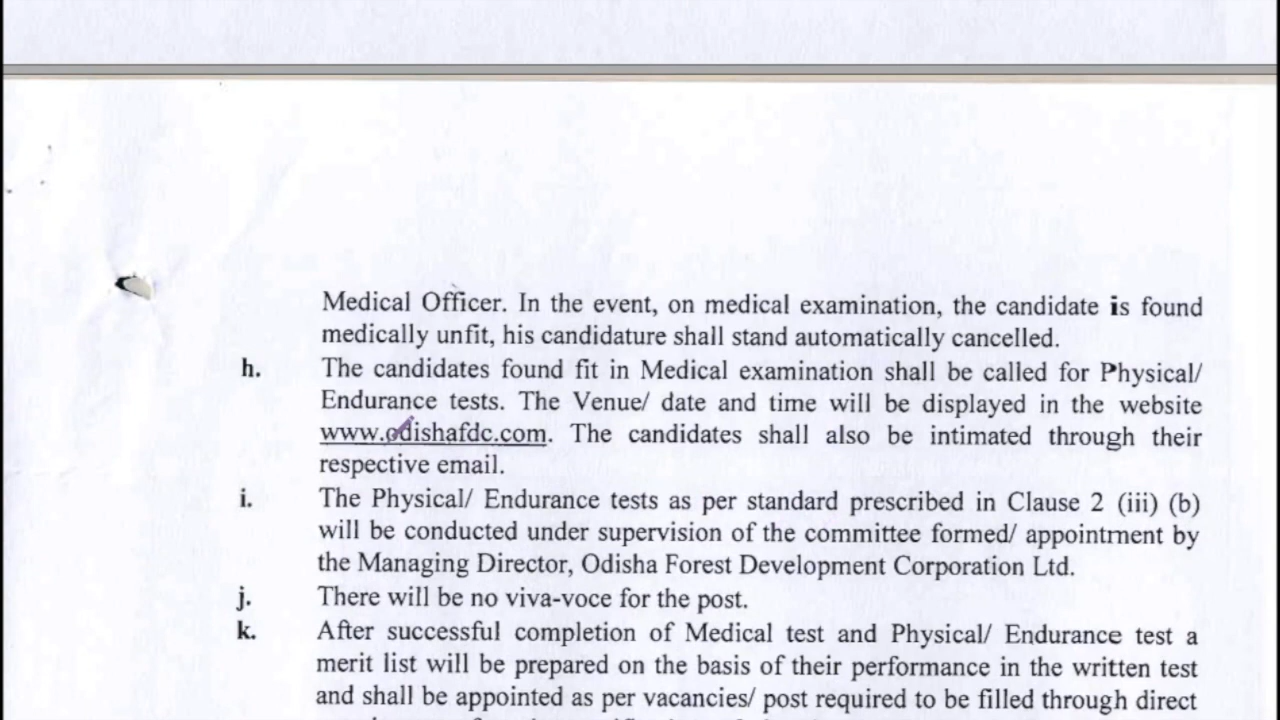 Medical Officer. In the event, on medical examination, the candidate is found
medically unfit, his candidature shall stand automatically cancelled.
h. The candidates found fit in Medical examination shall be called for Physical/
Endurance tests. The Venue/ date and time will be displayed in the website
www.odishafdc.com. The candidates shall also be intimated through their
respective email.
i. The Physical/ Endurance tests as per standard prescribed in Clause 2 (iii) (b)
will be conducted under supervision of the committee formed/ appointment by
the Managing Director, Odisha Forest Development Corporation Ltd.
j. There will be no viva-voce for the post.
k. After successful completion of Medical test and Physical/ Endurance test a
merit list will be prepared on the basis of their performance in the written test
and shall be appointed as per vacancies/ post required to be filled through direct